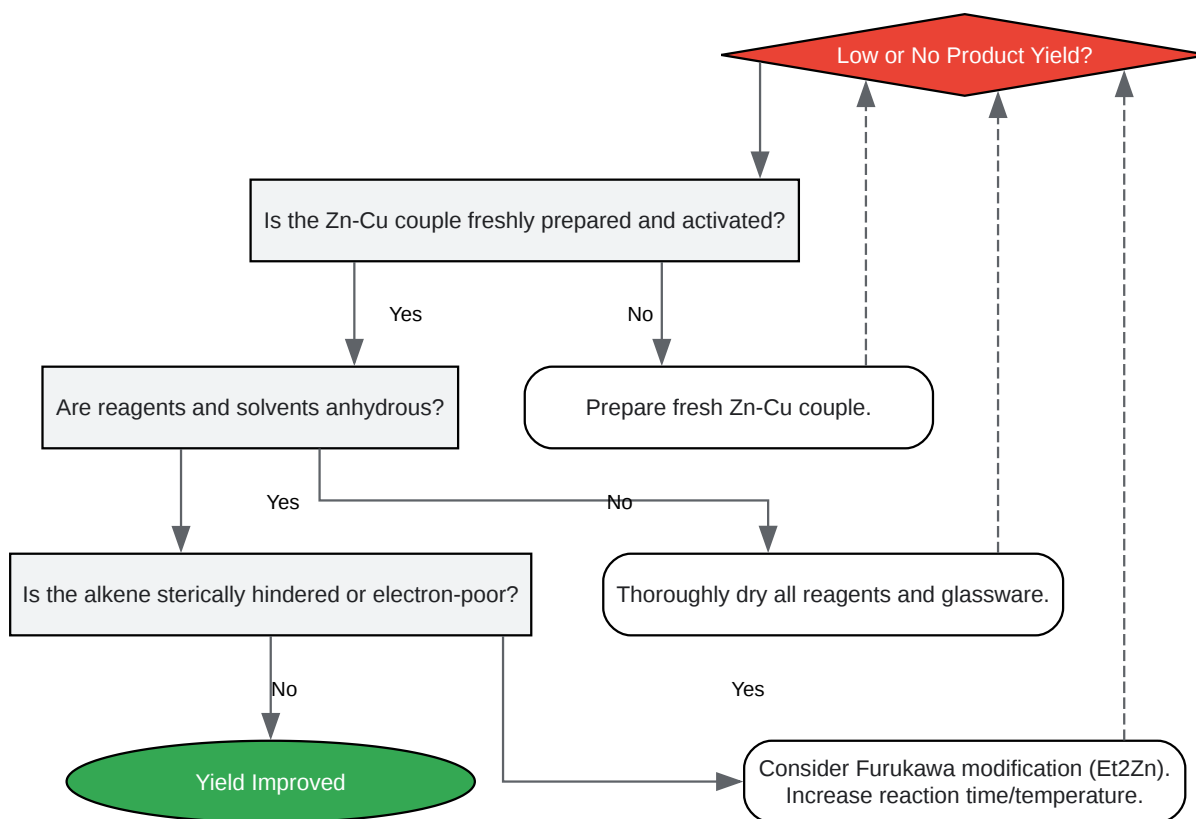 Low or No Product Yield?
Is the Zn-Cu couple freshly prepared and activated?
Yes
No
Are reagents and solvents anhydrous?
Prepare fresh Zn-Cu couple.
Yes
No
Is the alkene sterically hindered or electron-poor?
Thoroughly dry all reagents and glassware.
No
Yes
Yield Improved
Consider Furukawa modification (Et2Zn).
Increase reaction time/temperature.